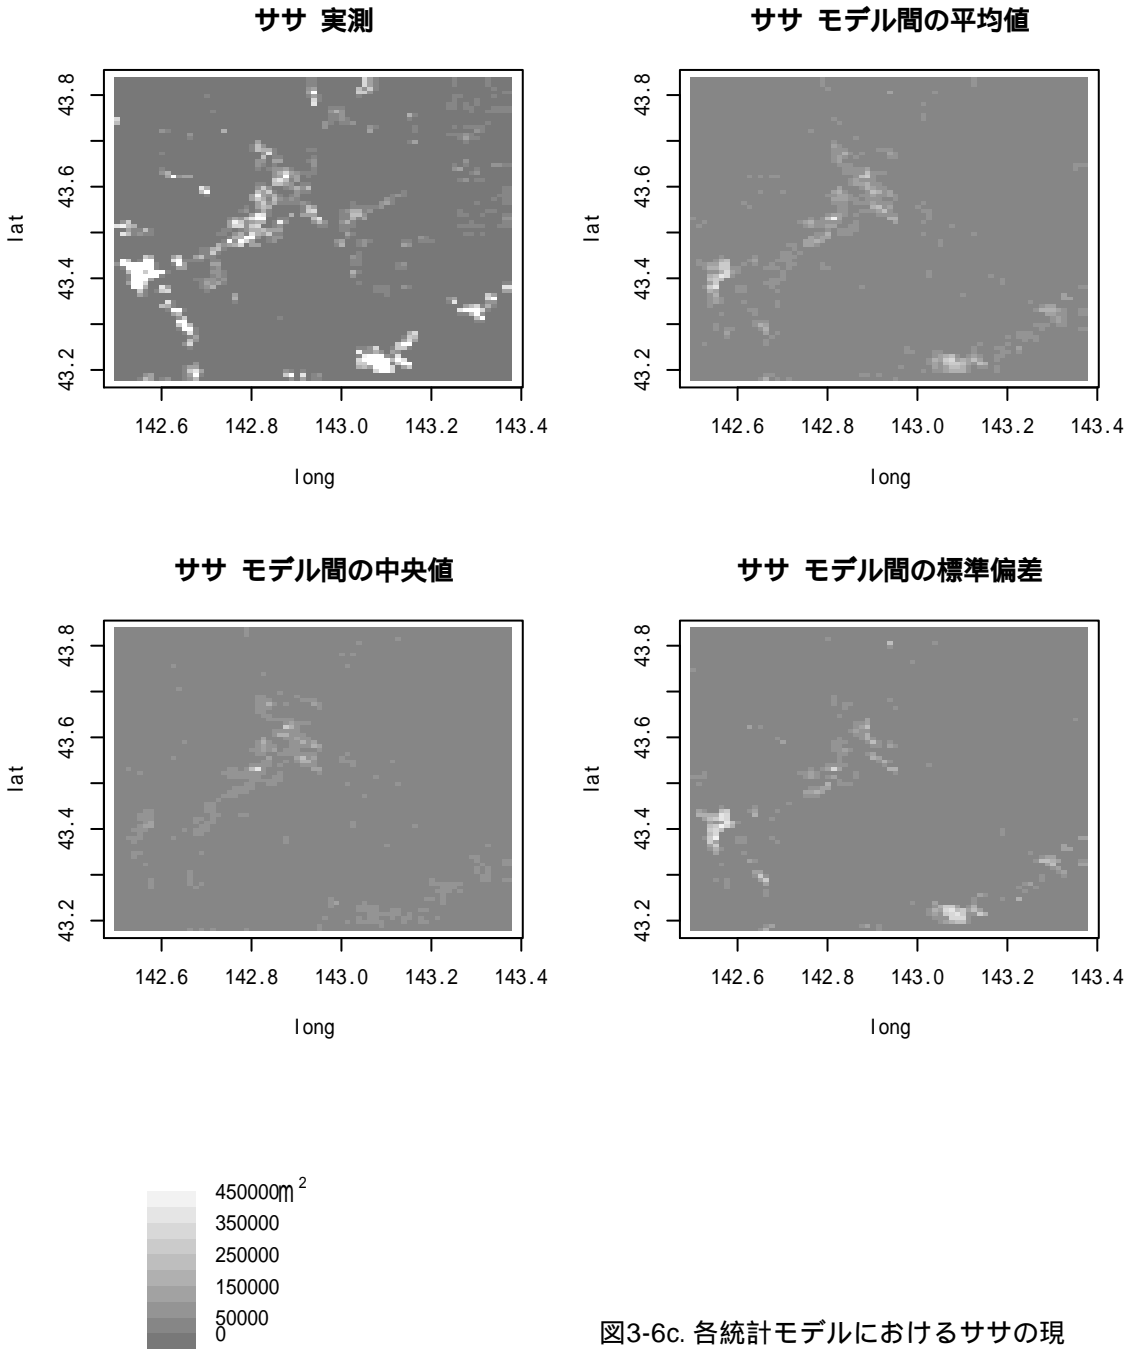 ササ 実測
43.8
43.6
43.4
43.2
lat
142.6 142.8 143.0 143.2 143.4
long
ササ モデル間の平均値
43.8
43.6
43.4
43.2
lat
142.6 142.8 143.0 143.2 143.4
long
ササ モデル間の中央値
43.8
43.6
43.4
43.2
lat
142.6 142.8 143.0 143.2 143.4
long
ササ モデル間の標準偏差
43.8
43.6
43.4
43.2
lat
142.6 142.8 143.0 143.2 143.4
long
450000m²
350000
250000
150000
50000
0
図3-6c. 各統計モデルにおけるササの現